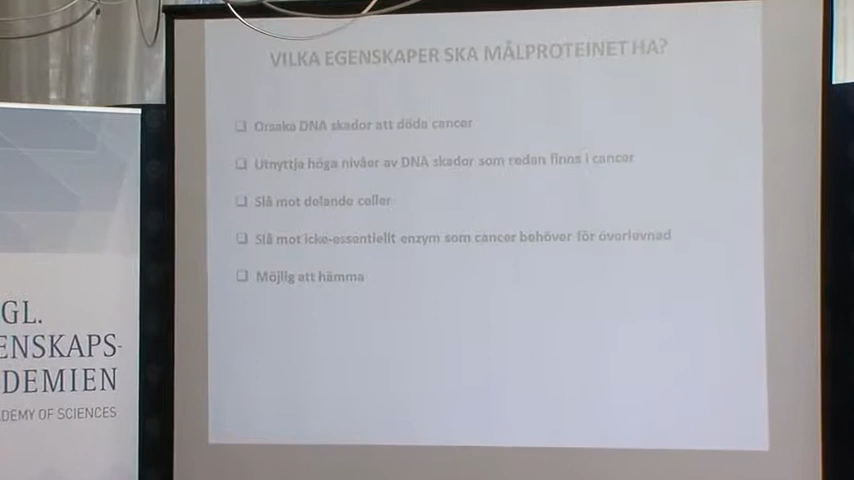 VILKA EGENSKAPER SKA MÅLPROTEINET HA?
❑ Orsaka DNA skador att döda cancer
❑ Utnyttja höga nivåer av DNA skador som redan finns i cancer
❑ Slå mot delande celler
❑ Slå mot icke-essentiellt enzym som cancer behöver för överlevnad
❑ Möjlig att hämma
GL.
ENSKAPS-
DEMIEN
DEMY OF SCIENCES